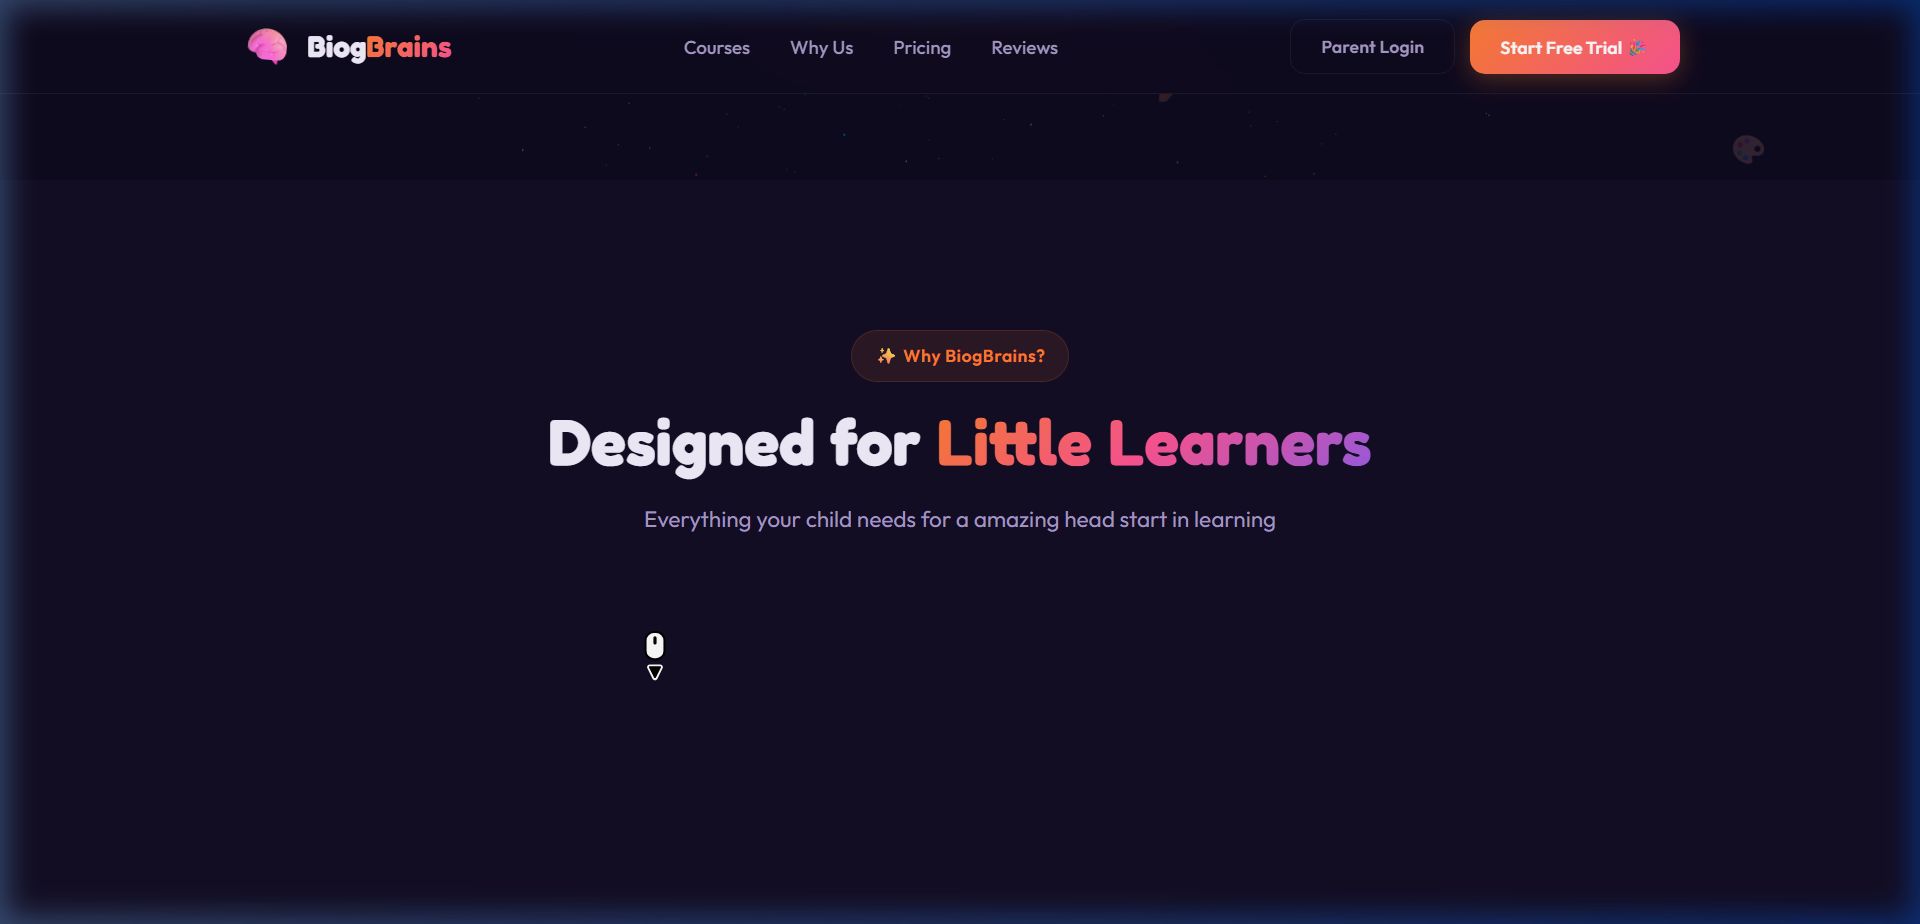 BiogBrains
Courses
Why Us
Pricing
Reviews
Parent Login
Start Free Trial 🎉
✨ Why BiogBrains?
Designed for Little Learners
Everything your child needs for a amazing head start in learning